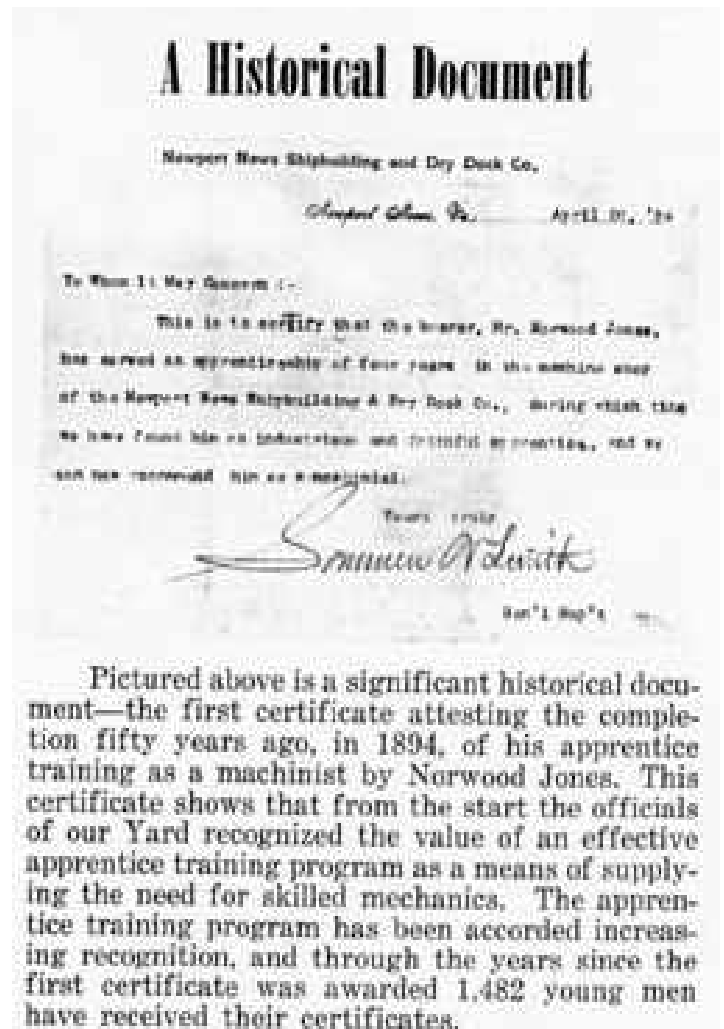 A Historical Document
Newport News Shipbuilding and Dry Dock Co.
Newport News, Va. April '94
To Whom It May Concern :-
This is to certify that the bearer, Mr. Norwood Jones,
has served an apprenticeship of four years in the machine shop
of the Newport News Shipbuilding & Dry Dock Co., during which time
we have found him an industrious and faithful apprentice, and we
can now recommend him as a machinist.
Yours truly
Gen'l Sup't
Pictured above is a significant historical docu-
ment—the first certificate attesting the comple-
tion fifty years ago, in 1894, of his apprentice
training as a machinist by Norwood Jones. This
certificate shows that from the start the officials
of our Yard recognized the value of an effective
apprentice training program as a means of supply-
ing the need for skilled mechanics. The appren-
tice training program has been accorded increas-
ing recognition, and through the years since the
first certificate was awarded 1,482 young men
have received their certificates.